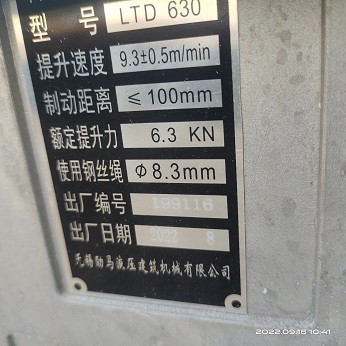 型号 LTD 630
提升速度 9.3±0.5m/min
制动距离 ≤100mm
额定提升力 6.3 KN
使用钢丝绳 Φ8.3mm
出厂编号 199116
出厂日期 2022 8
无锡劲马液压建筑机械有限公司
2022.09.16 10:41